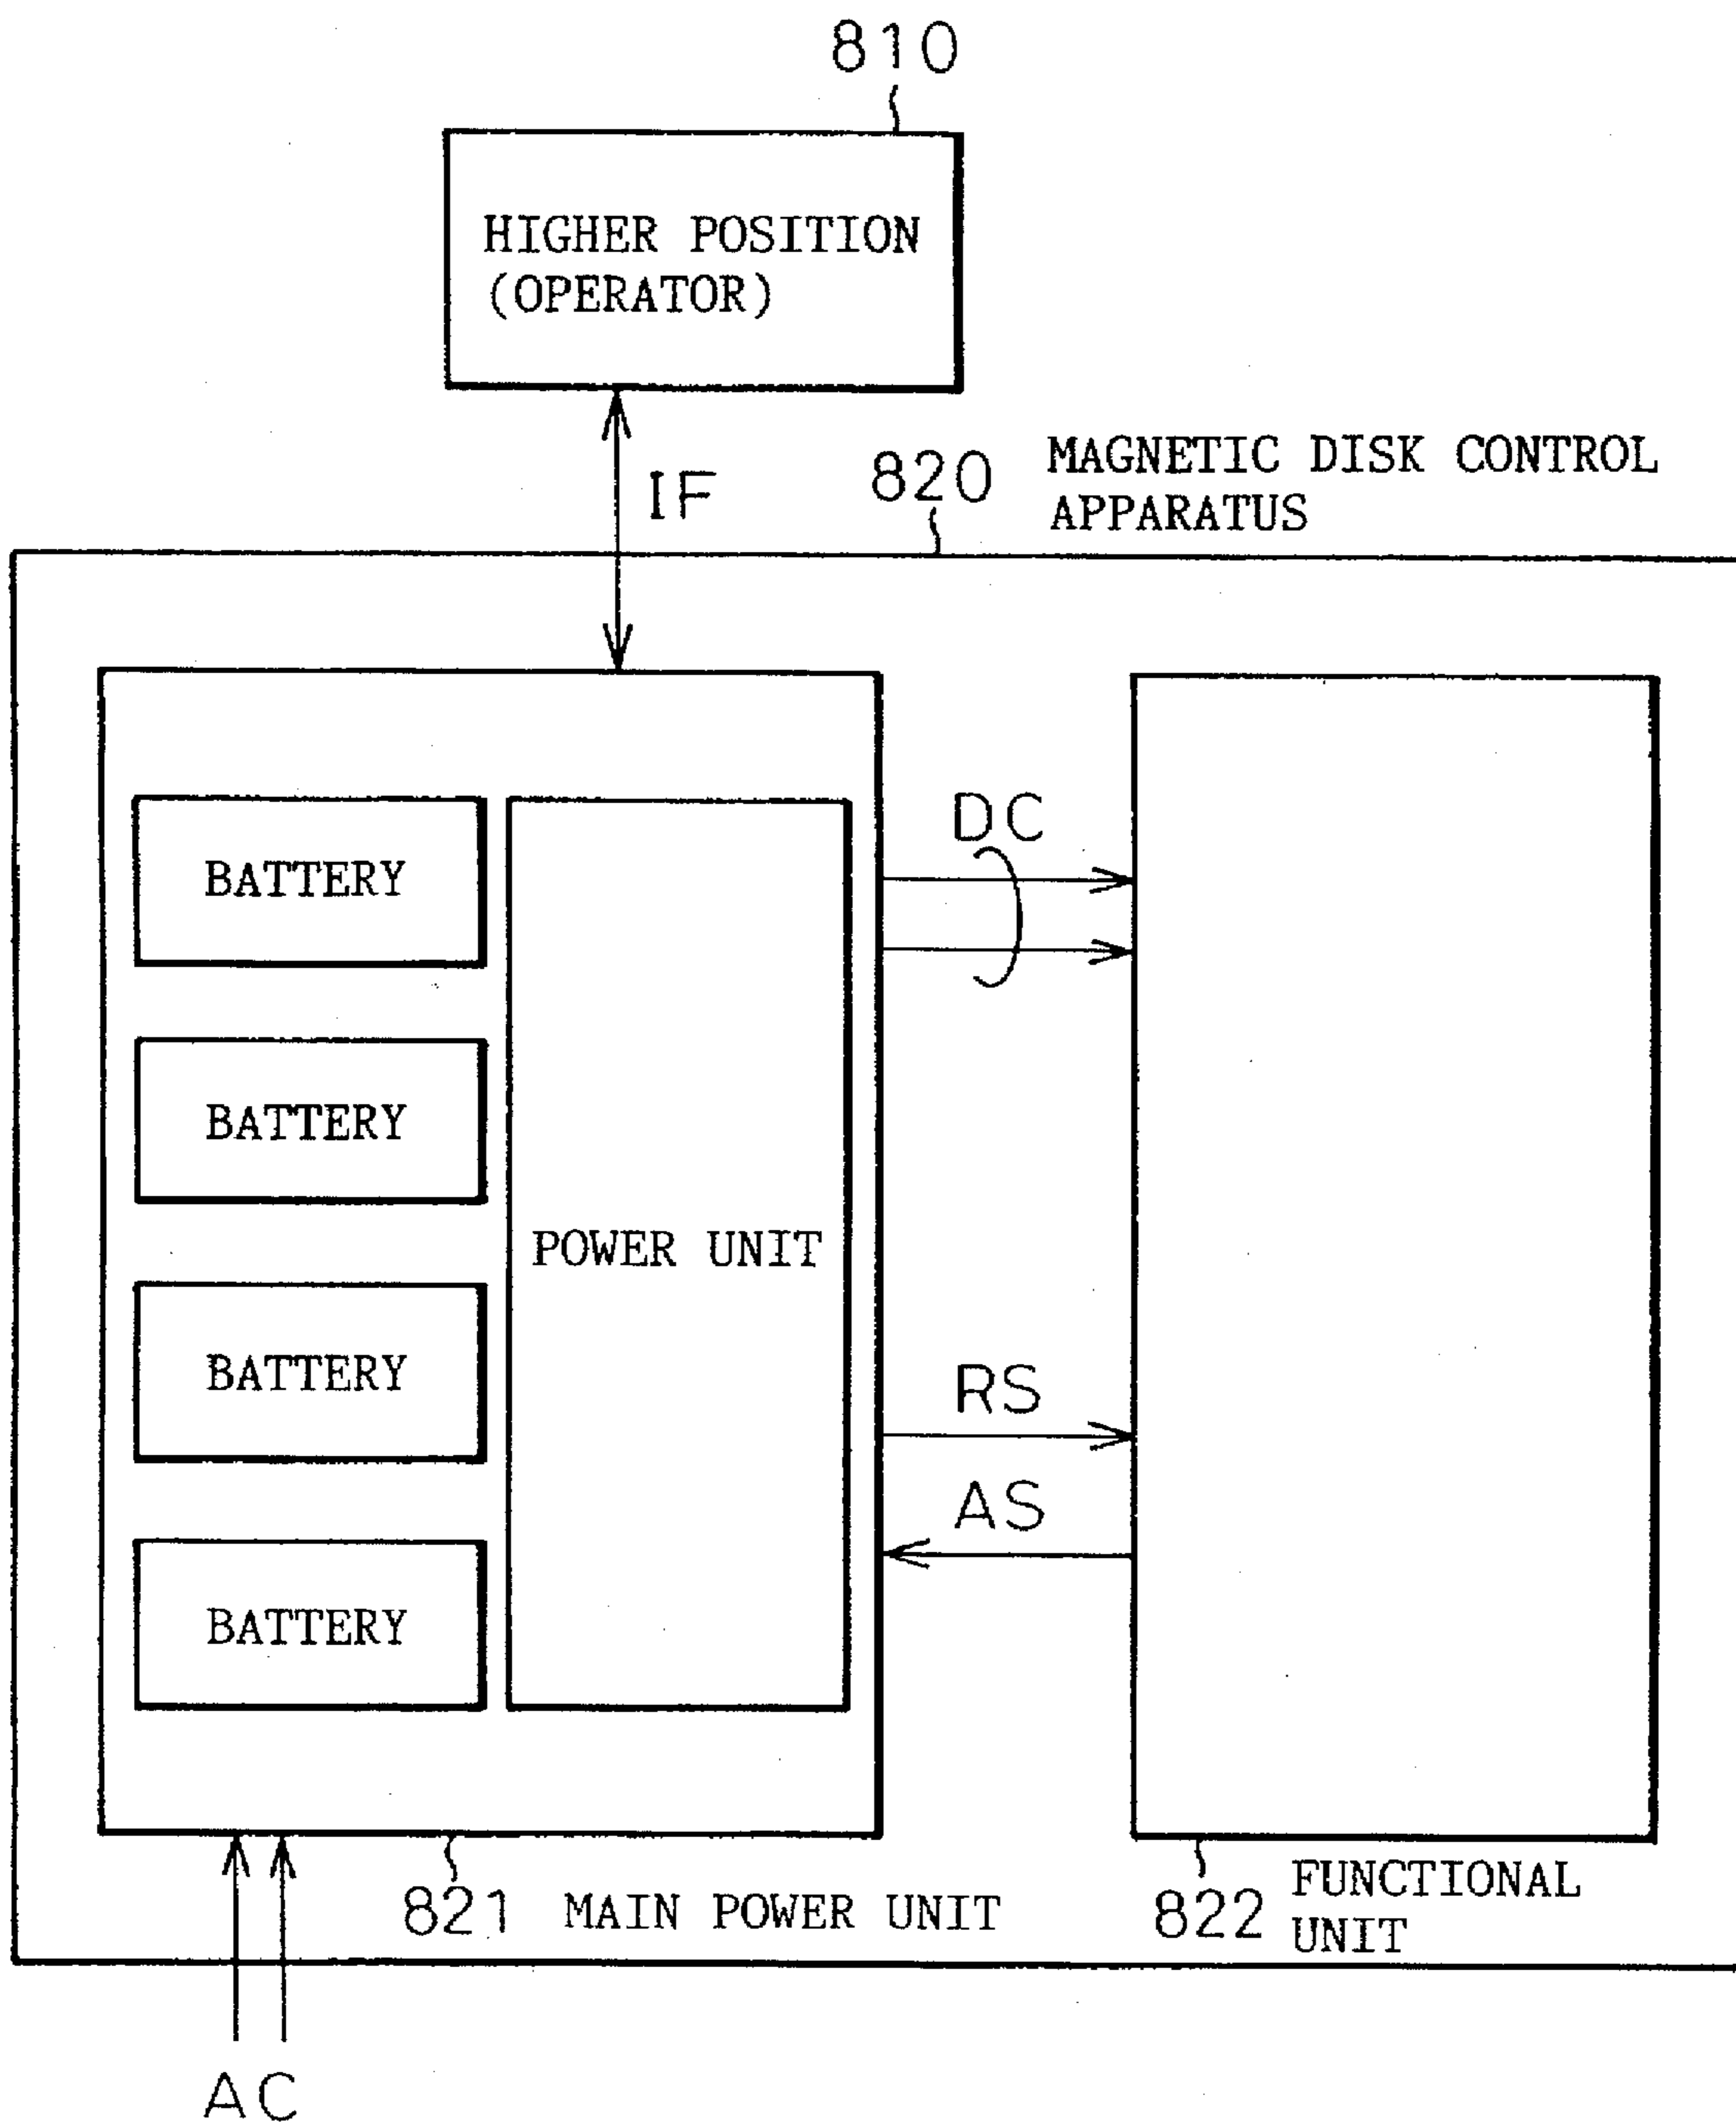 810
HIGHER POSITION
(OPERATOR)
IF
820
MAGNETIC DISK CONTROL
APPARATUS
BATTERY
BATTERY
BATTERY
BATTERY
POWER UNIT
DC
RS
AS
821 MAIN POWER UNIT
822
FUNCTIONAL
UNIT
AC